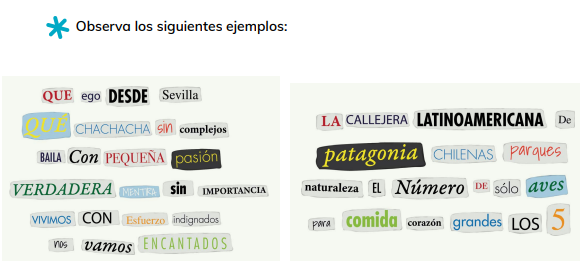 Observa los siguientes ejemplos:
QUE ego DESDE Sevilla
QUÉ CHACHACHA sin complejos
BAILA Con PEQUEÑA pasión
VERDADERA MENTIRA sin IMPORTANCIA
VIVIMOS CON Esfuerzo indignados
nos vamos ENCANTADOS
LA CALLEJERA LATINOAMERICANA De
patagonia CHILENAS Parques
naturaleza EL Número DE sólo aves
para comida corazón grandes LOS 5